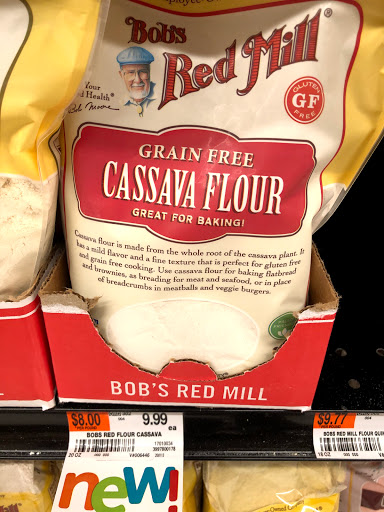 Bob's
Red Mill®
Your
d Health®
Bob Moore
GLUTEN
GF
FREE
GRAIN FREE
CASSAVA FLOUR
GREAT FOR BAKING!
Cassava flour is made from the whole root of the cassava plant. It
has a mild flavor and a fine texture that is perfect for gluten free
and grain free cooking. Use cassava flour for baking flatbread
and brownies, as breading for meat and seafood, or in place
of breadcrumbs in meatballs and veggie burgers.
BOB'S RED MILL
$8.00 9.99
ea
BOBS RED FLOUR CASSAVA
20 OZ
$9.77
BOBS RED MILL FLOUR QUI
new!